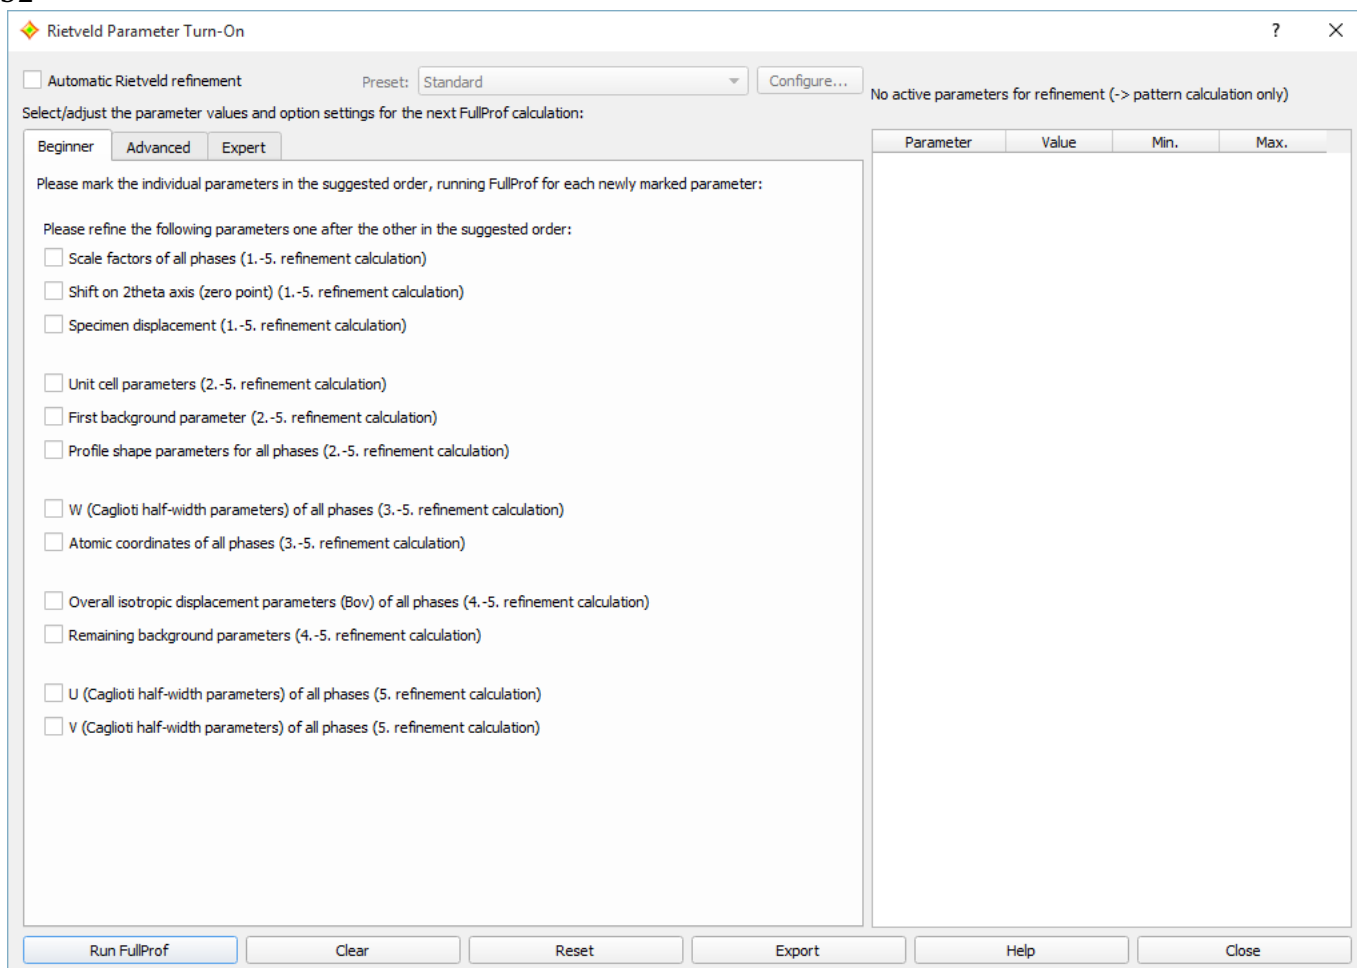 Rietveld Parameter Turn-On ?
Automatic Rietveld refinement Preset: Standard Configure...
No active parameters for refinement (-> pattern calculation only)
Select/adjust the parameter values and option settings for the next FullProf calculation:
Beginner Advanced Expert
Parameter Value Min. Max.
Please mark the individual parameters in the suggested order, running FullProf for each newly marked parameter:
Please refine the following parameters one after the other in the suggested order:
Scale factors of all phases (1.-5. refinement calculation)
Shift on 2theta axis (zero point) (1.-5. refinement calculation)
Specimen displacement (1.-5. refinement calculation)
Unit cell parameters (2.-5. refinement calculation)
First background parameter (2.-5. refinement calculation)
Profile shape parameters for all phases (2.-5. refinement calculation)
W (Caglioti half-width parameters) of all phases (3.-5. refinement calculation)
Atomic coordinates of all phases (3.-5. refinement calculation)
Overall isotropic displacement parameters (Bov) of all phases (4.-5. refinement calculation)
Remaining background parameters (4.-5. refinement calculation)
U (Caglioti half-width parameters) of all phases (5. refinement calculation)
V (Caglioti half-width parameters) of all phases (5. refinement calculation)
Run FullProf Clear Reset Export Help Close